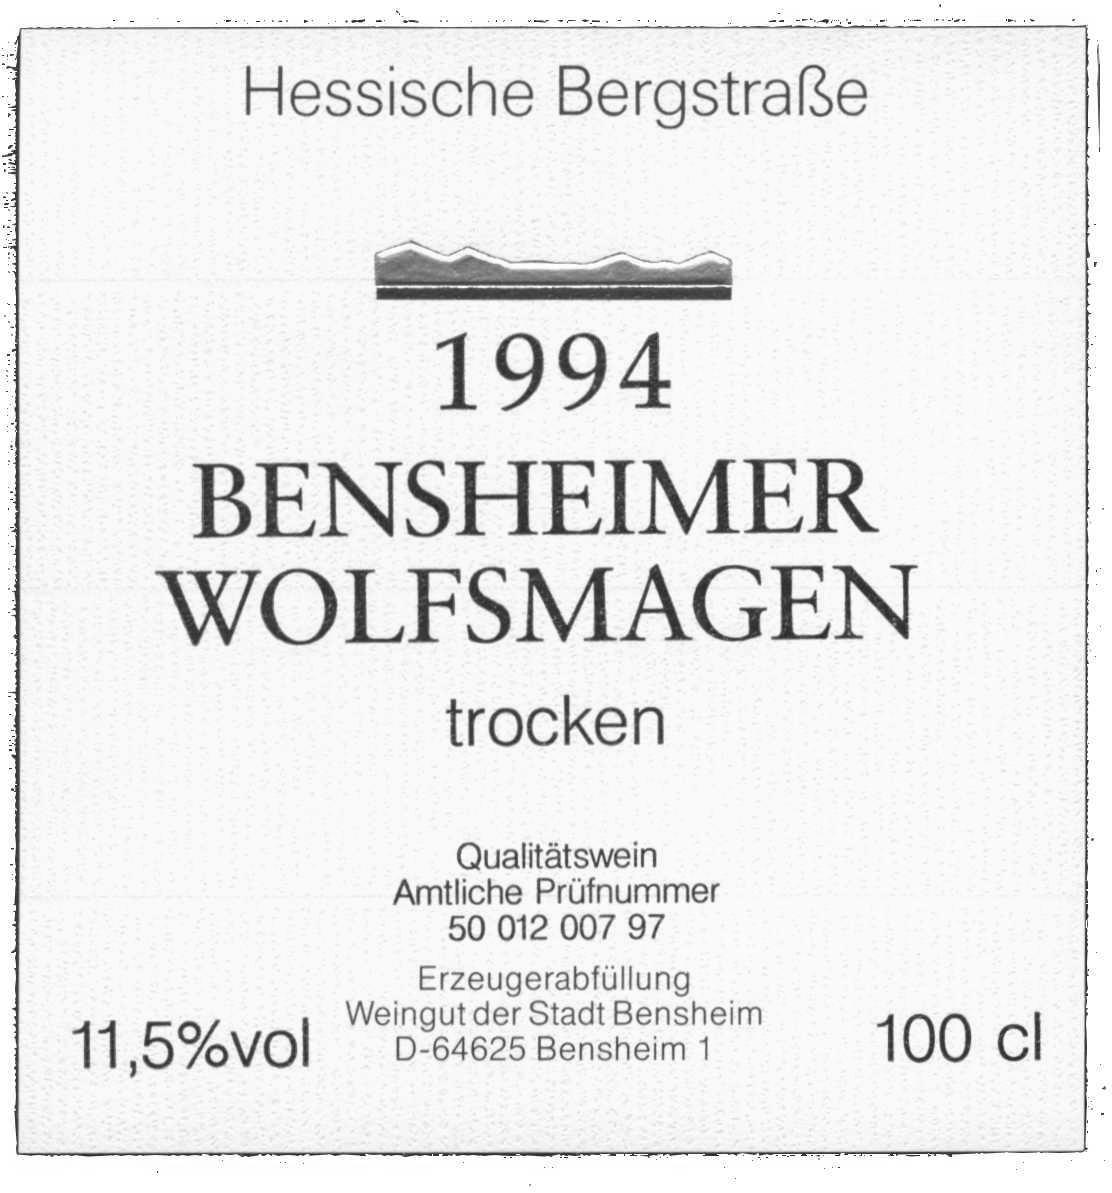 Hessische Bergstraße
1994
BENSHEIMER
WOLFSMAGEN
trocken
Qualitätswein
Amtliche Prüfnummer
50 012 007 97
Erzeugerabfüllung
Weingut der Stadt Bensheim
D-64625 Bensheim 1
11,5%vol
100 cl